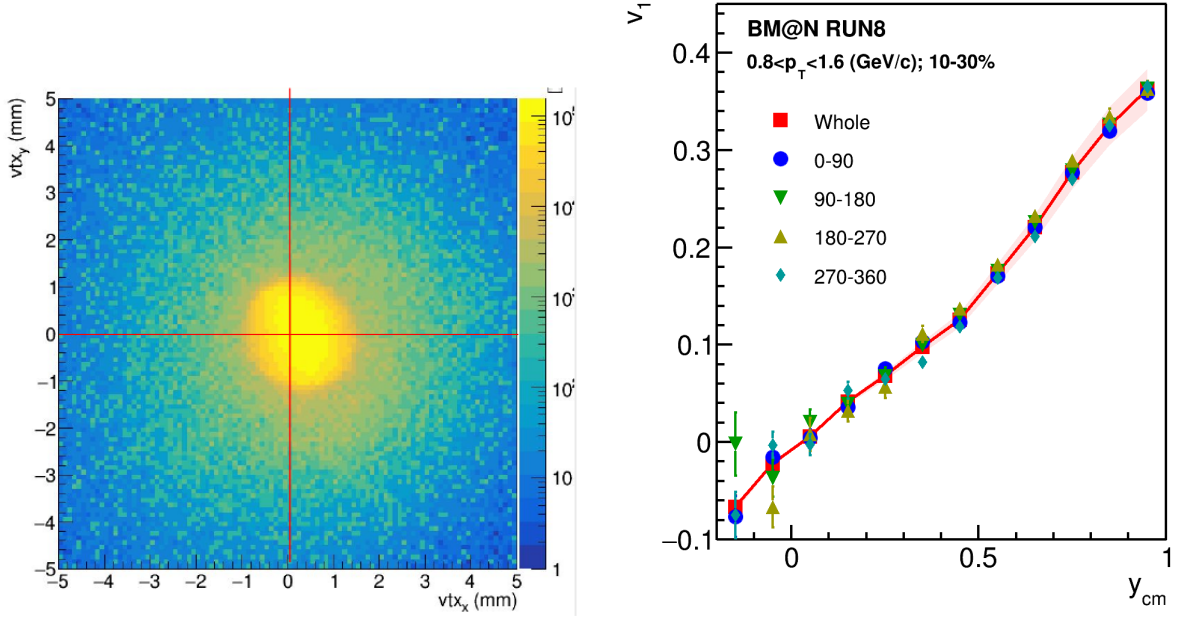 vtx_y (mm)
5
4
3
2
1
0
−1
−2
−3
−4
−5
−5 −4 −3 −2 −1 0 1 2 3 4 5
vtx_x (mm)
10
1
v_1
BM@N RUN8
0.8<p_T<1.6 (GeV/c); 10-30%
Whole
0-90
90-180
180-270
270-360
0.4
0.3
0.2
0.1
0
−0.1
0 0.5 1
y_cm